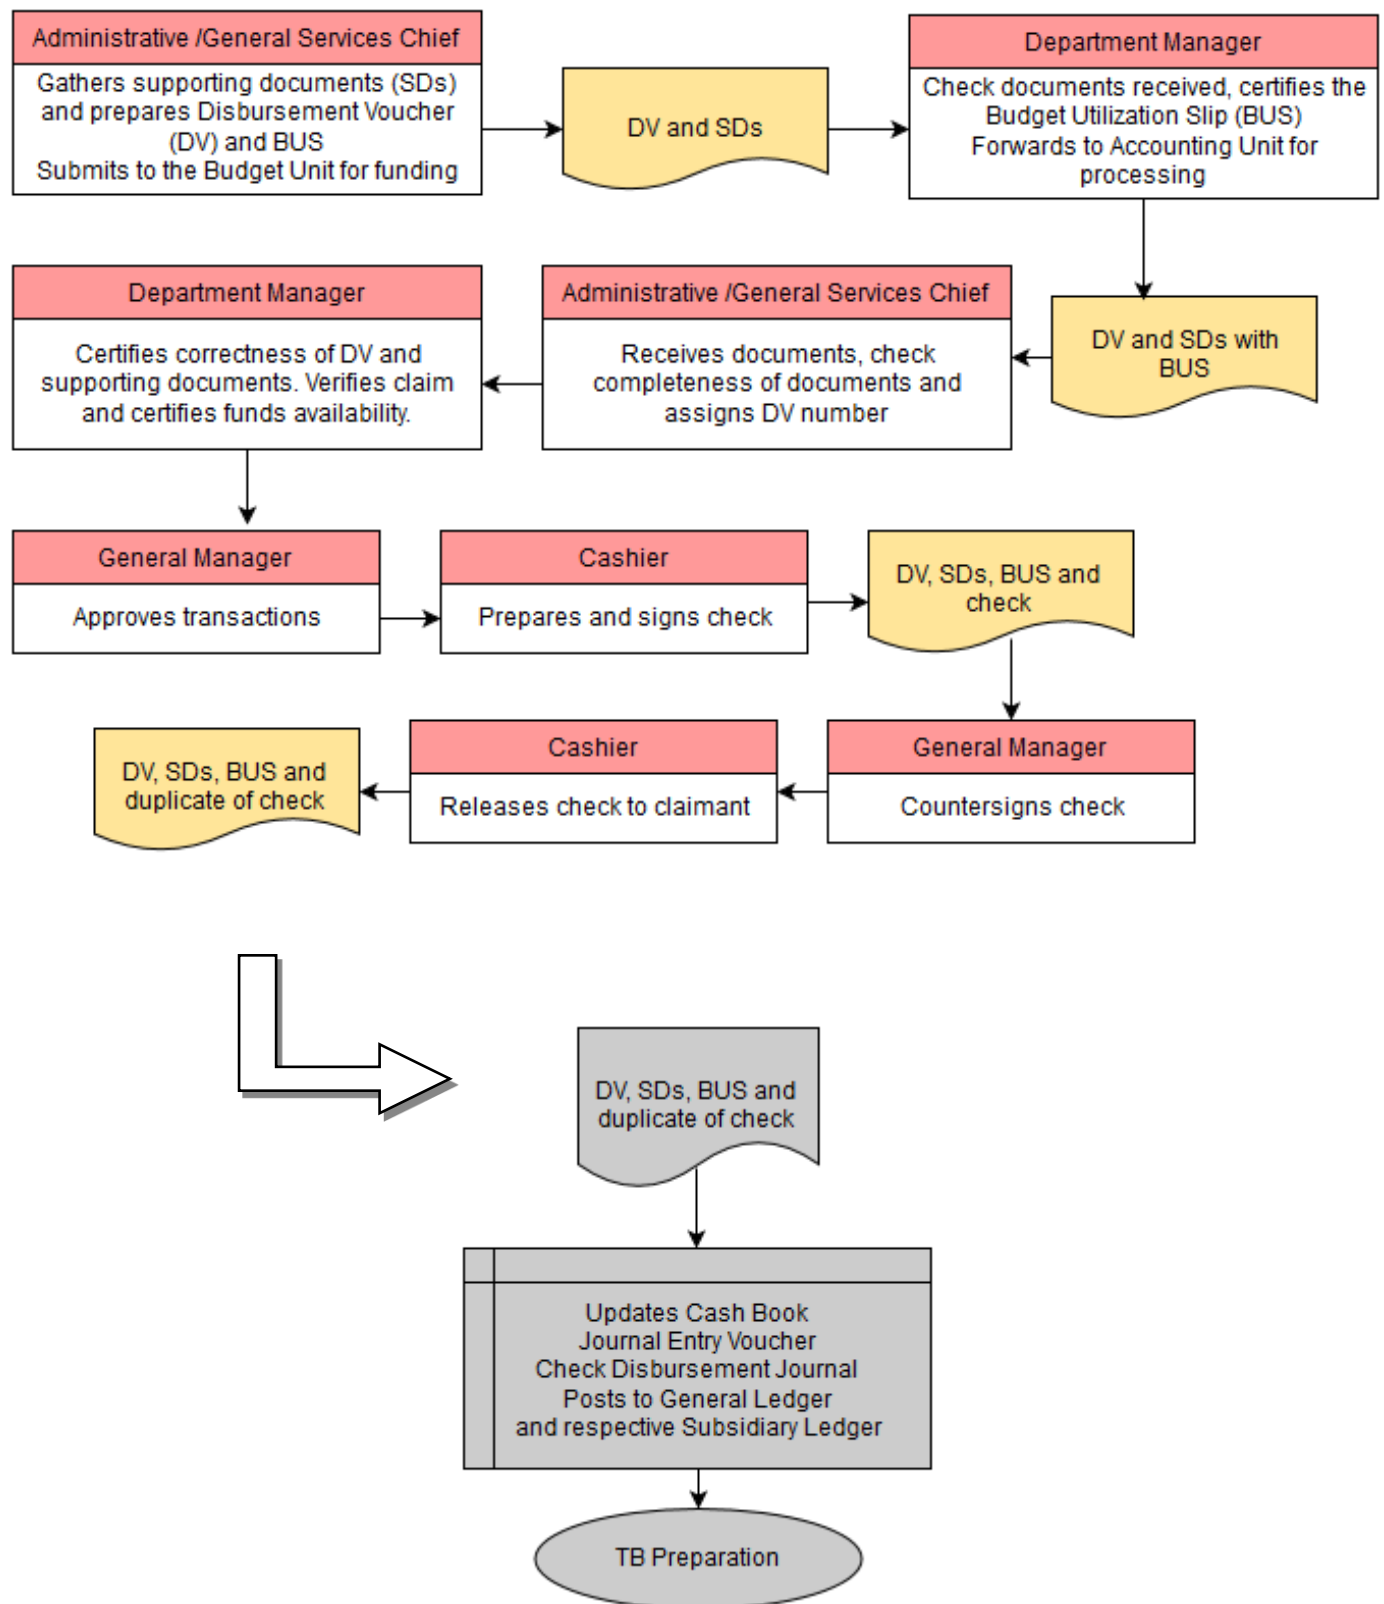 Administrative /General Services Chief
Gathers supporting documents (SDs)
and prepares Disbursement Voucher
(DV) and BUS
Submits to the Budget Unit for funding
DV and SDs
Department Manager
Check documents received, certifies the
Budget Utilization Slip (BUS)
Forwards to Accounting Unit for
processing
DV and SDs with
BUS
Administrative /General Services Chief
Receives documents, check
completeness of documents and
assigns DV number
Department Manager
Certifies correctness of DV and
supporting documents. Verifies claim
and certifies funds availability.
General Manager
Approves transactions
Cashier
Prepares and signs check
DV, SDs, BUS and
check
General Manager
Countersigns check
Cashier
Releases check to claimant
DV, SDs, BUS and
duplicate of check
DV, SDs, BUS and
duplicate of check
Updates Cash Book
Journal Entry Voucher
Check Disbursement Journal
Posts to General Ledger
and respective Subsidiary Ledger
TB Preparation